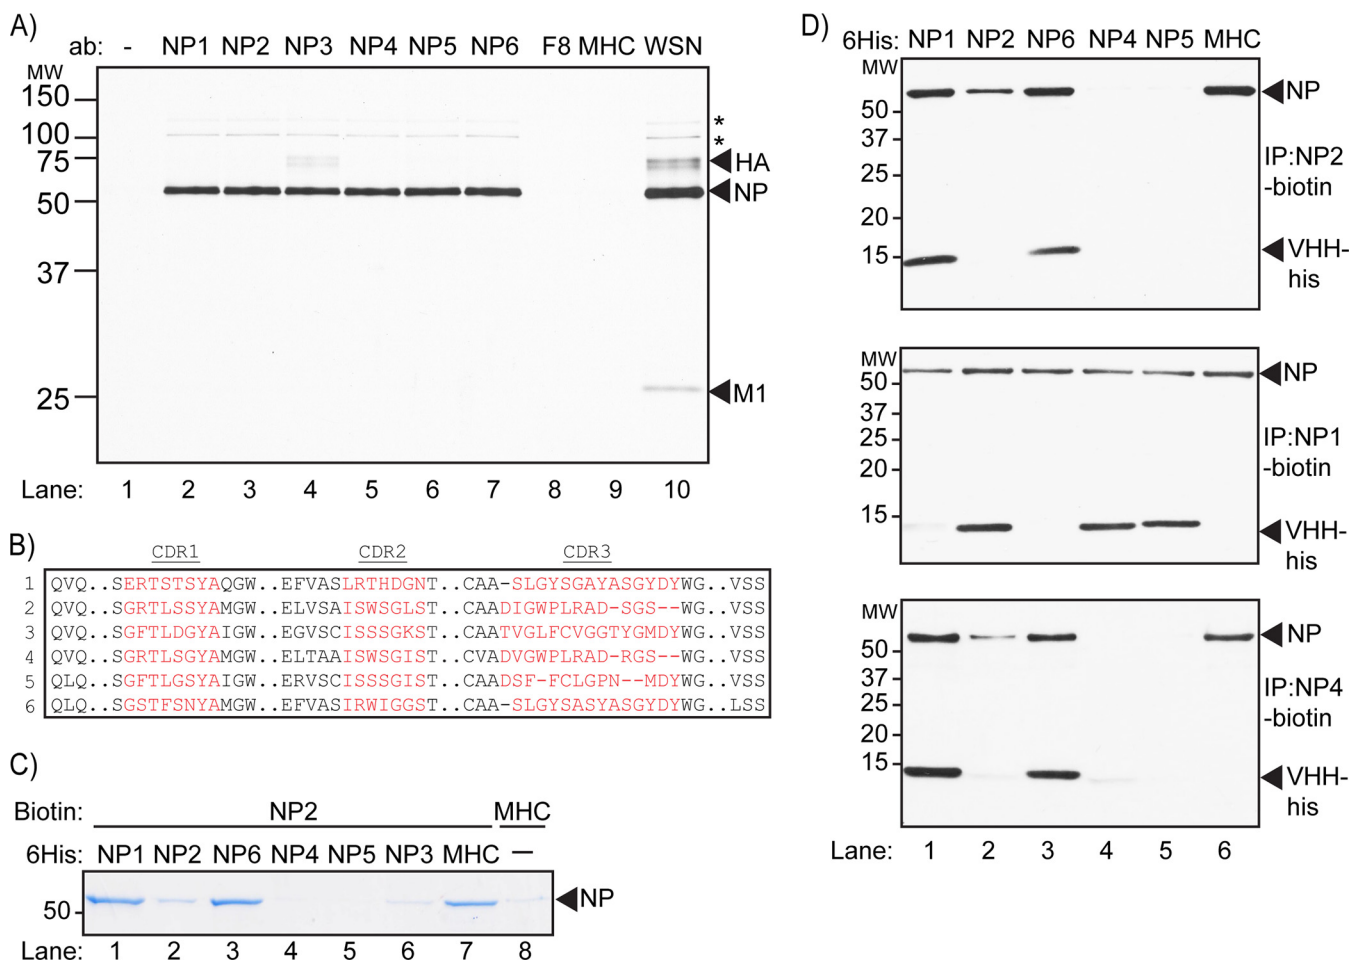 A)
ab: - NP1 NP2 NP3 NP4 NP5 NP6 F8 MHC WSN
MW
150
100
75
50
37
25
*
*
HA
NP
M1
Lane: 1 2 3 4 5 6 7 8 9 10
B)
CDR1 CDR2 CDR3
1 QVQ..SERTSTSYAQGW..EFVASLRTHDGNT..CAA-SLGYSGAYASGYDYWG..VSS
2 QVQ..SGRTLSSYAMGW..ELVSAISWSGLST..CAADIGWPLRAD-SGS--WG..VSS
3 QVQ..SGFTLDGYAIGW..EGVSCISSSGKST..CAATVGLFCVGGTYGMDYWG..VSS
4 QVQ..SGRTLSGYAMGW..ELTAAISWSGIST..CVADVGWPLRAD-RGS--WG..VSS
5 QLQ..SGFTLGSYAIGW..ERVSCISSSGIST..CAADSF-FCLGPN--MDYWG..VSS
6 QLQ..SGSTFSNYAMGW..EFVASIRWIGGST..CAA-SLGYSASYASGYDYWG..LSS
C)
Biotin: NP2 MHC
6His: NP1 NP2 NP6 NP4 NP5 NP3 MHC –
50
NP
Lane: 1 2 3 4 5 6 7 8
D)
6His: NP1 NP2 NP6 NP4 NP5 MHC
MW
50
37
25
20
15
NP
IP:NP2
-biotin
VHH-
his
MW
50
37
25
20
15
NP
IP:NP1
-biotin
VHH-
his
MW
50
37
25
20
15
NP
IP:NP4
-biotin
VHH-
his
Lane: 1 2 3 4 5 6